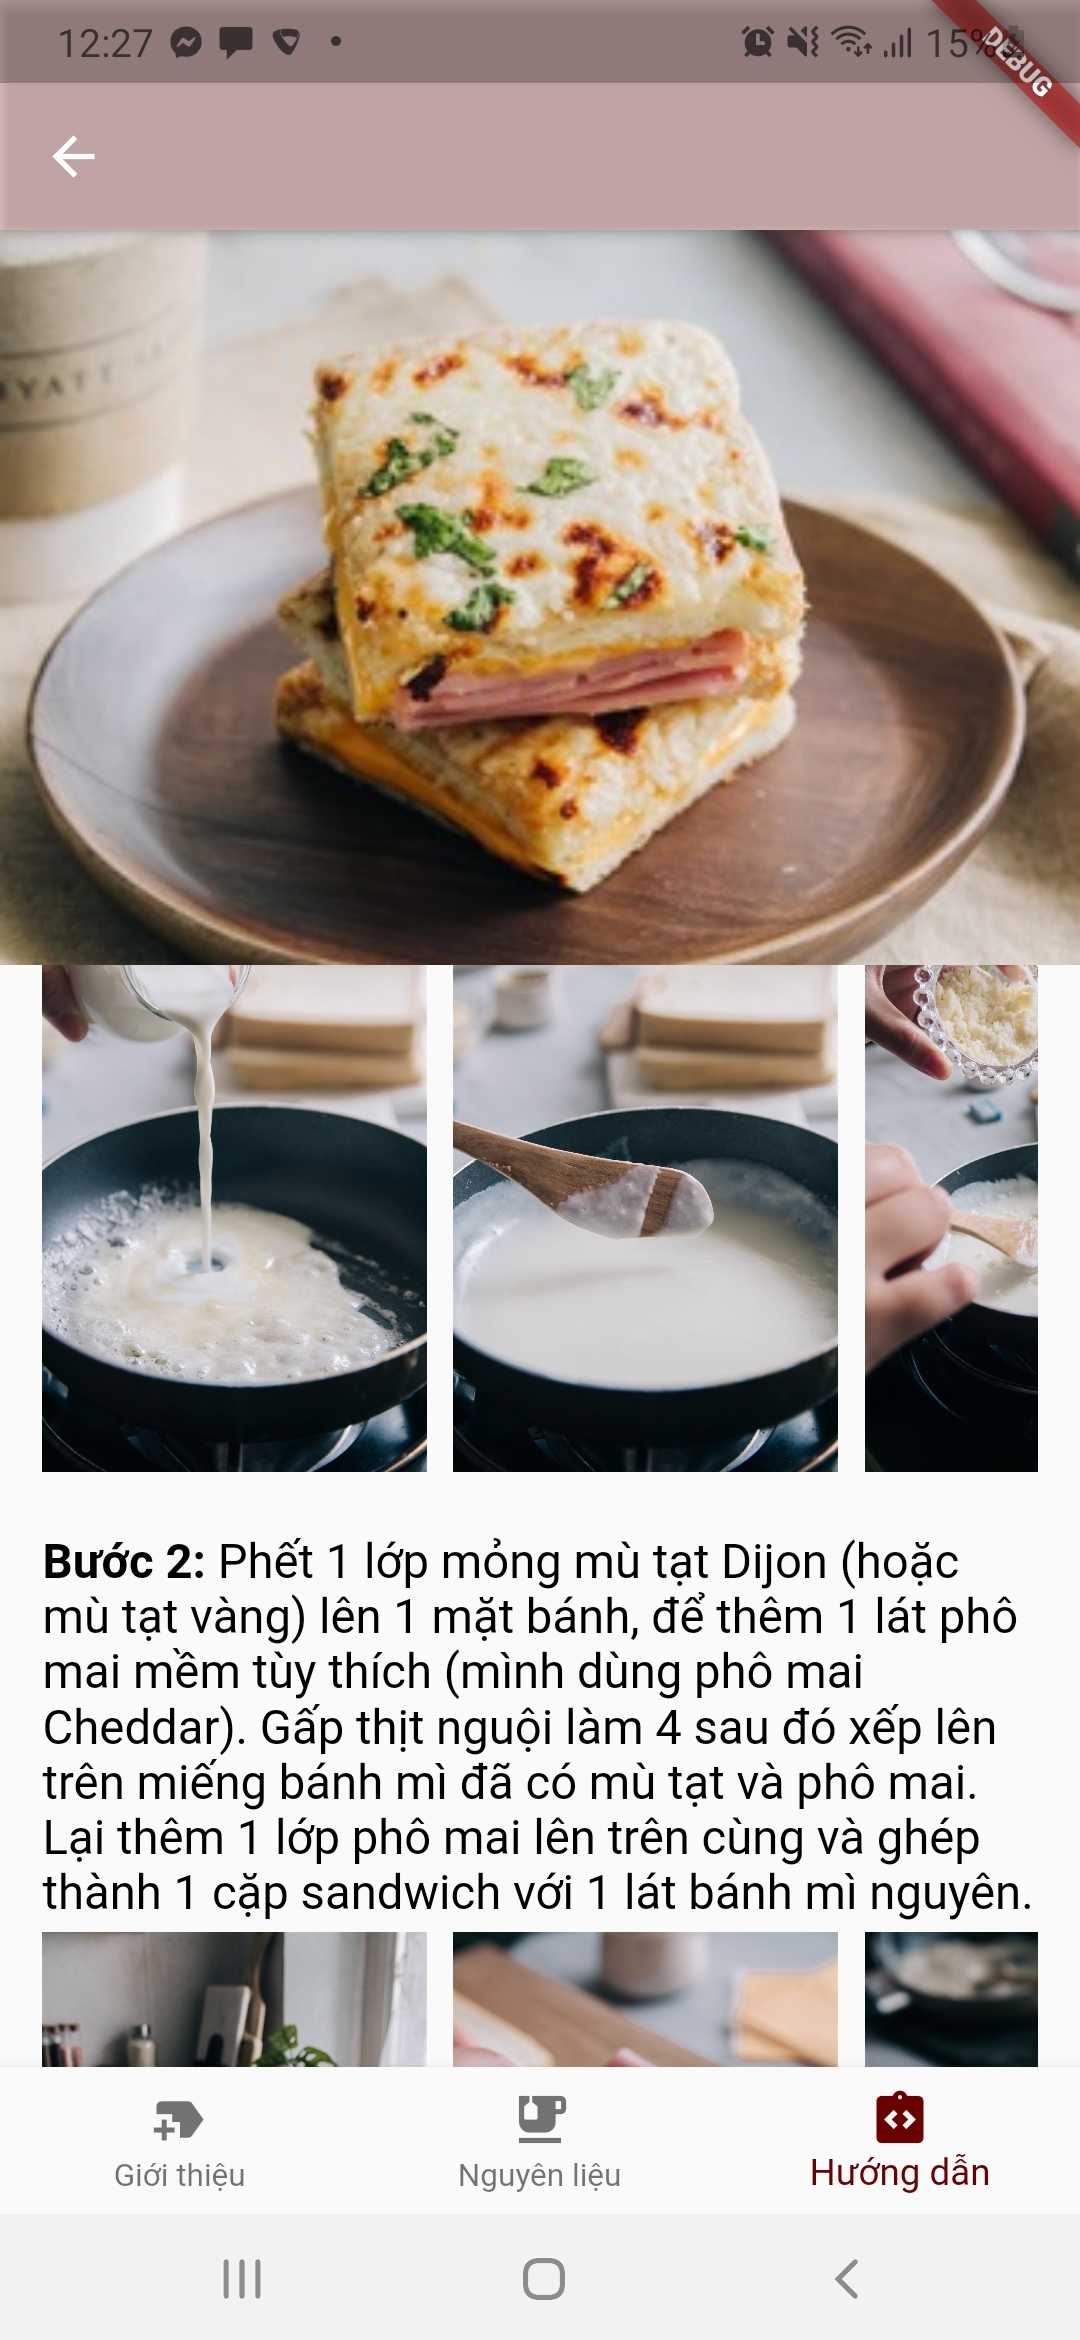 12:27
15%
DEBUG
Bước 2: Phết 1 lớp mỏng mù tạt Dijon (hoặc
mù tạt vàng) lên 1 mặt bánh, để thêm 1 lát phô
mai mềm tùy thích (mình dùng phô mai
Cheddar). Gấp thịt nguội làm 4 sau đó xếp lên
trên miếng bánh mì đã có mù tạt và phô mai.
Lại thêm 1 lớp phô mai lên trên cùng và ghép
thành 1 cặp sandwich với 1 lát bánh mì nguyên.
Giới thiệu
Nguyên liệu
Hướng dẫn